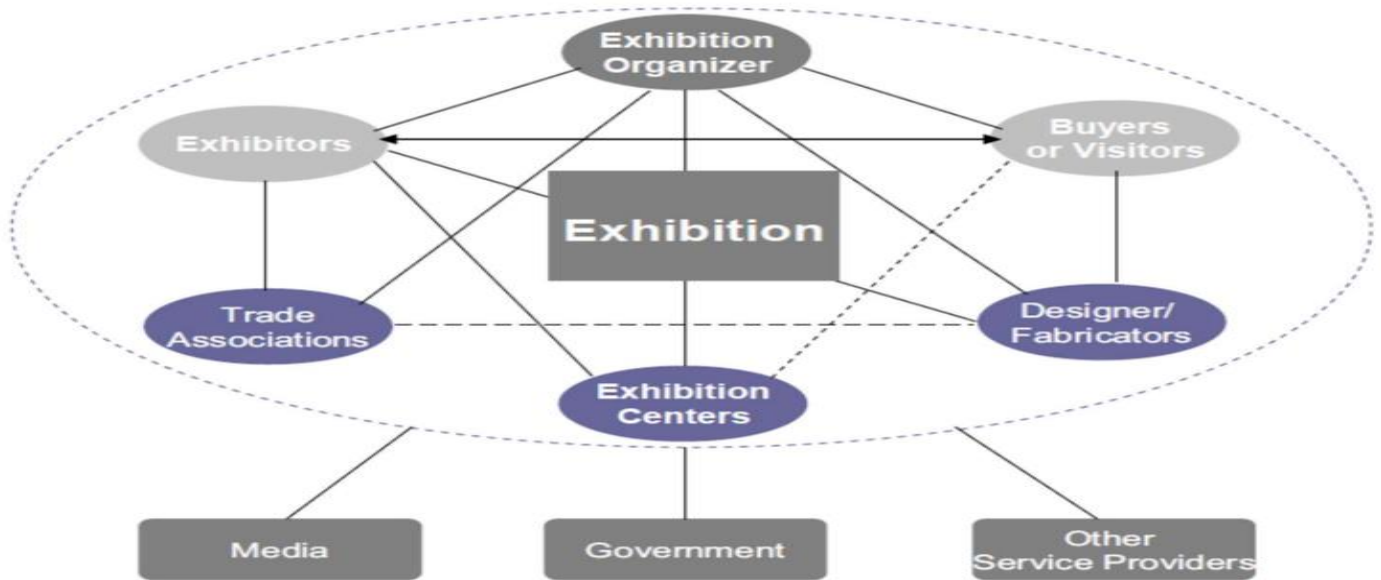 Exhibition
Organizer
Exhibitors
Buyers
or Visitors
Exhibition
Trade
Associations
Designer/
Fabricators
Exhibition
Centers
Media
Government
Other
Service Providers